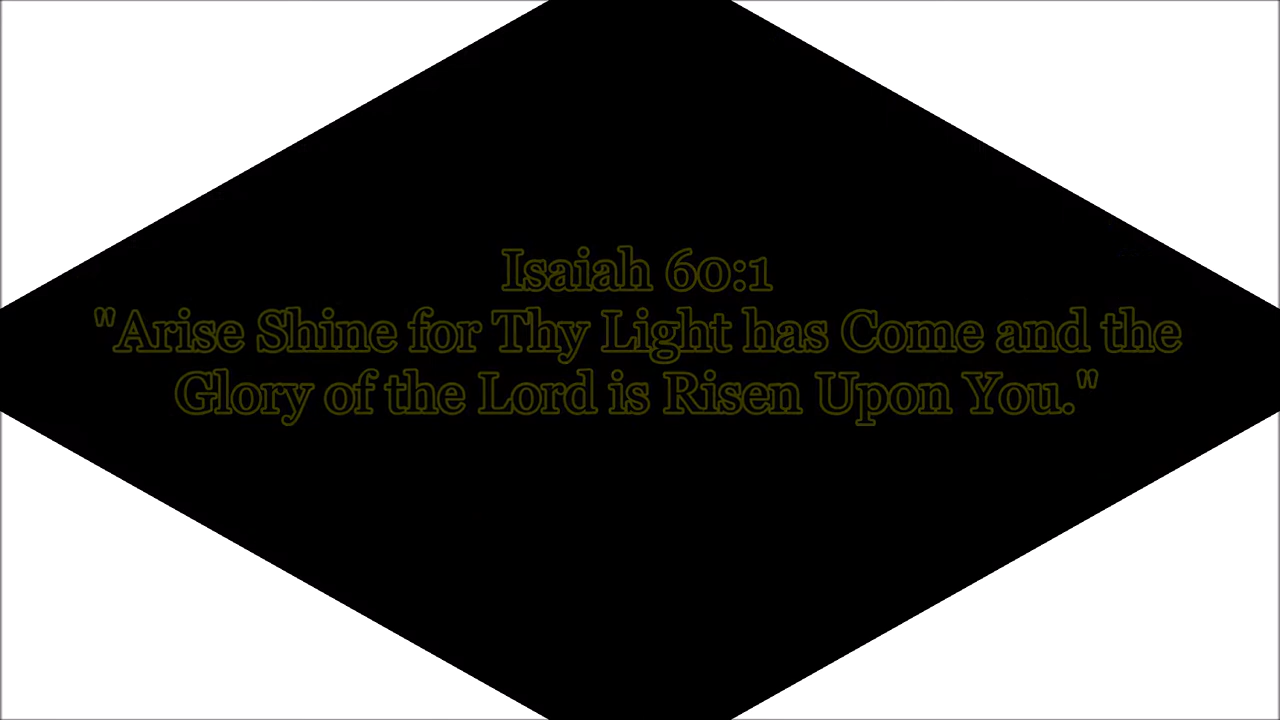 Isaiah 60:1
"Arise Shine for Thy Light has Come and the
Glory of the Lord is Risen Upon You."